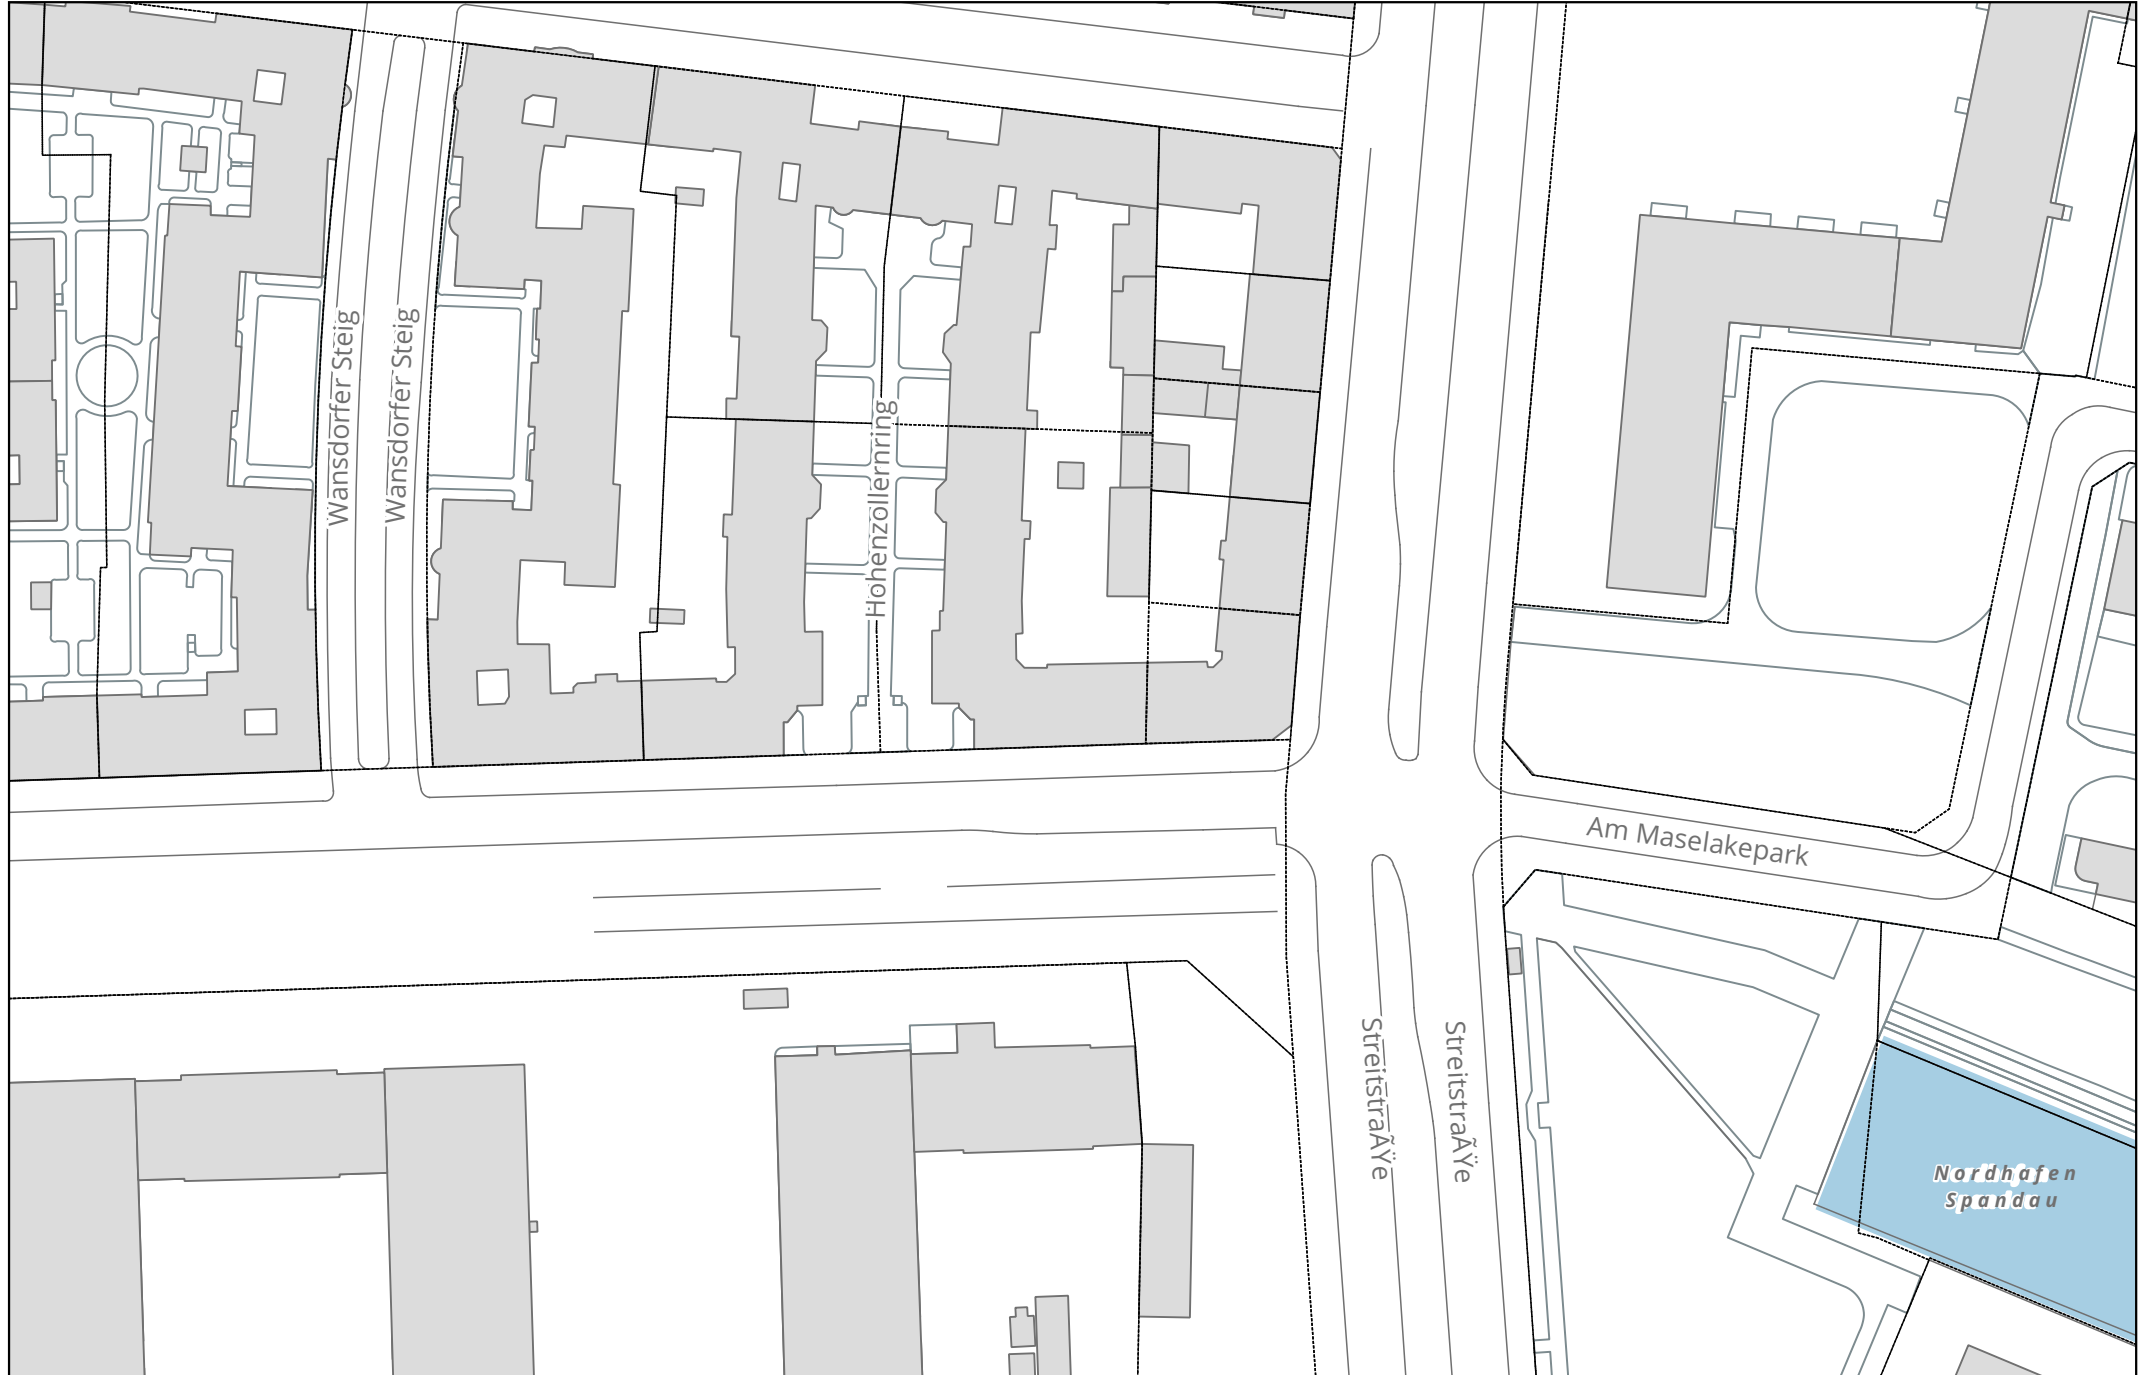 Wansdorfer Steig
Wansdorfer Steig
Hohenzollernring
Am Maselakepark
StreitstraÃŸe
StreitstraÃŸe
Nordhafen
Spandau